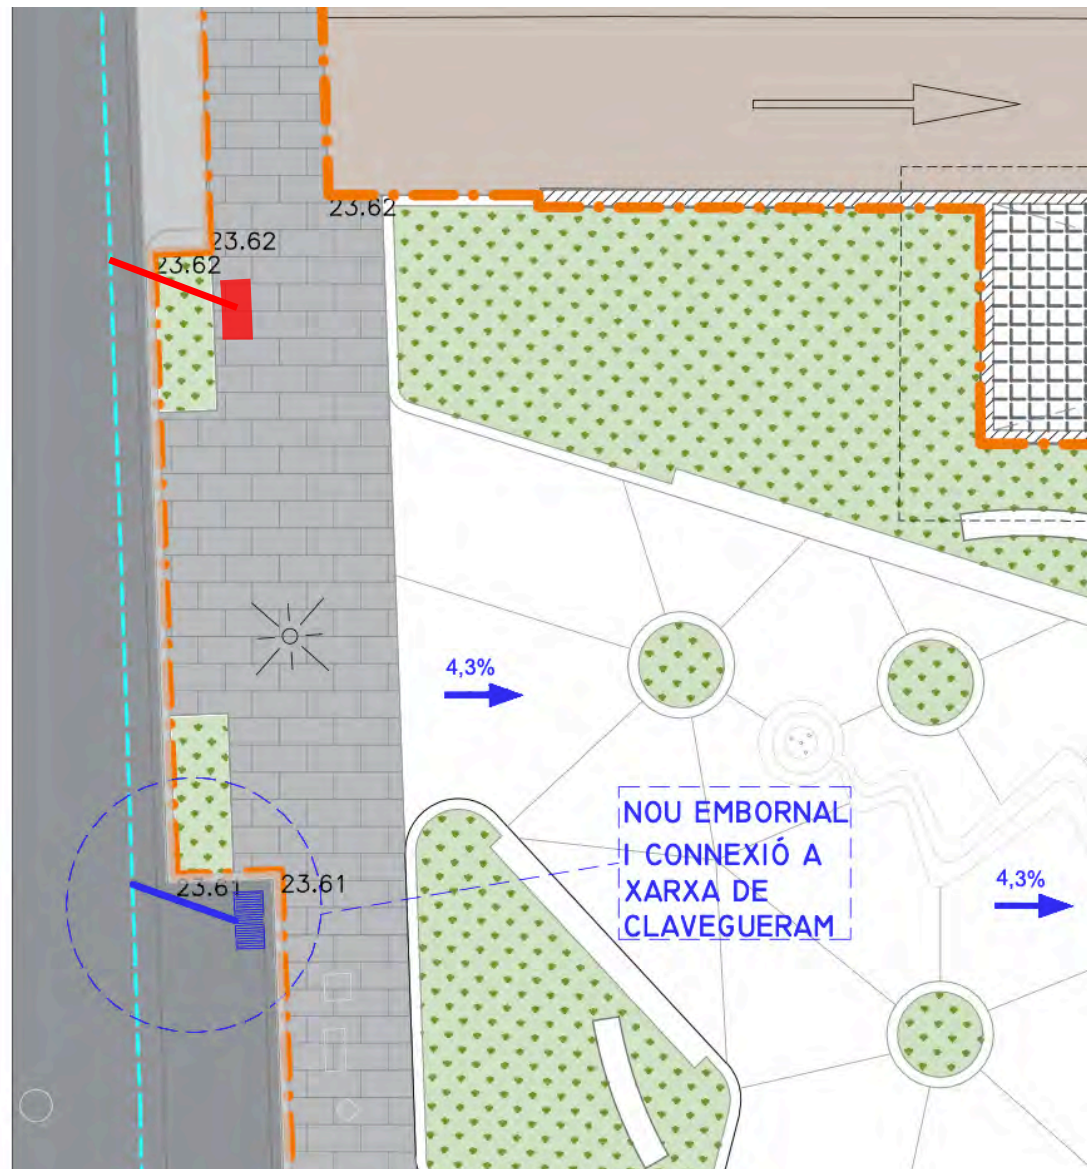 23.62
23.62
23.62
4,3%
NOU EMBORNAL
I CONNEXIÓ A
XARXA DE
CLAVEGUERAM
4,3%
23.61
23.61